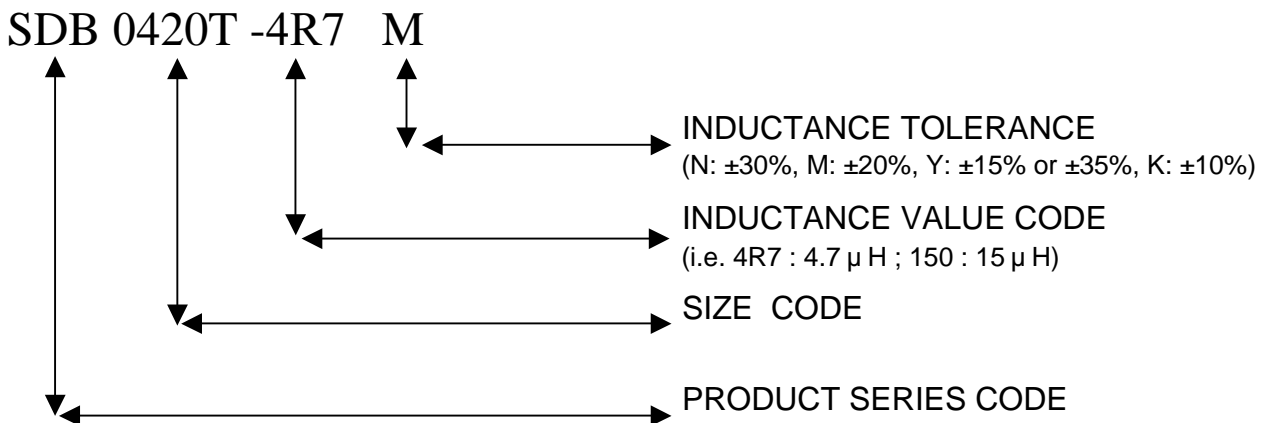 SDB 0420T -4R7 M
INDUCTANCE TOLERANCE
(N: ±30%, M: ±20%, Y: ±15% or ±35%, K: ±10%)
INDUCTANCE VALUE CODE
(i.e. 4R7 : 4.7 μ H ; 150 : 15 μ H)
SIZE CODE
PRODUCT SERIES CODE